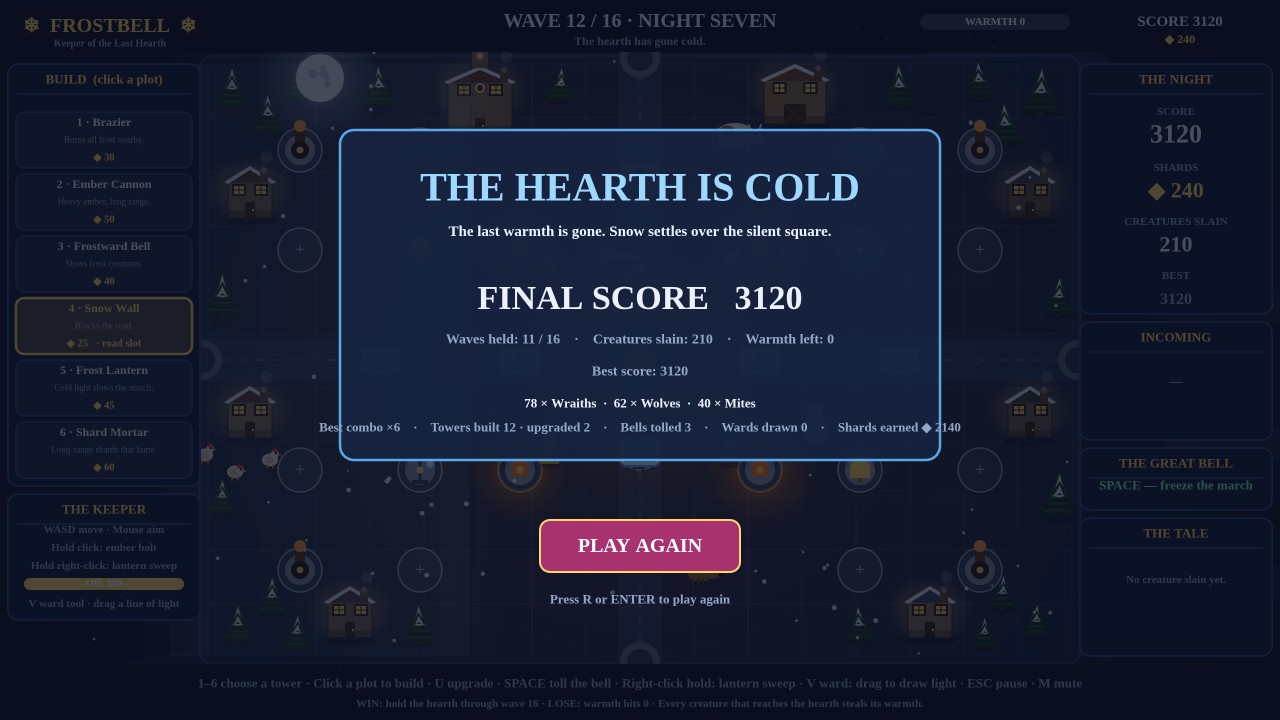 ❄ FROSTBELL ❄
Keeper of the Last Hearth
WAVE 12 / 16 · NIGHT SEVEN
The hearth has gone cold.
WARMTH 0
SCORE 3120
◆ 240
BUILD (click a plot)
1 · Brazier
Burns all frost nearby.
◆ 30
2 · Ember Cannon
Heavy ember, long range.
◆ 50
3 · Frostward Bell
Slows frost creatures.
◆ 40
4 · Snow Wall
Blocks the road.
◆ 25 · road slot
5 · Frost Lantern
Cold light slows the march.
◆ 45
6 · Shard Mortar
Long-range shards that burst.
◆ 60
THE KEEPER
WASD move · Mouse aim
Hold click: ember bolt
Hold right-click: lantern sweep
V ward tool · drag a line of light
THE HEARTH IS COLD
The last warmth is gone. Snow settles over the silent square.
FINAL SCORE 3120
Waves held: 11 / 16 · Creatures slain: 210 · Warmth left: 0
Best score: 3120
78 × Wraiths · 62 × Wolves · 40 × Mites
Best combo ×6 · Towers built 12 · upgraded 2 · Bells tolled 3 · Wards drawn 0 · Shards earned ◆ 2140
PLAY AGAIN
Press R or ENTER to play again
THE NIGHT
SCORE
3120
SHARDS
◆ 240
CREATURES SLAIN
210
BEST
3120
INCOMING
—
THE GREAT BELL
SPACE — freeze the march
THE TALE
No creature slain yet.
1–6 choose a tower · Click a plot to build · U upgrade · SPACE toll the bell · Right-click hold: lantern sweep · V ward: drag to draw light · ESC pause · M mute
WIN: hold the hearth through wave 16 · LOSE: warmth hits 0 · Every creature that reaches the hearth steals its warmth.